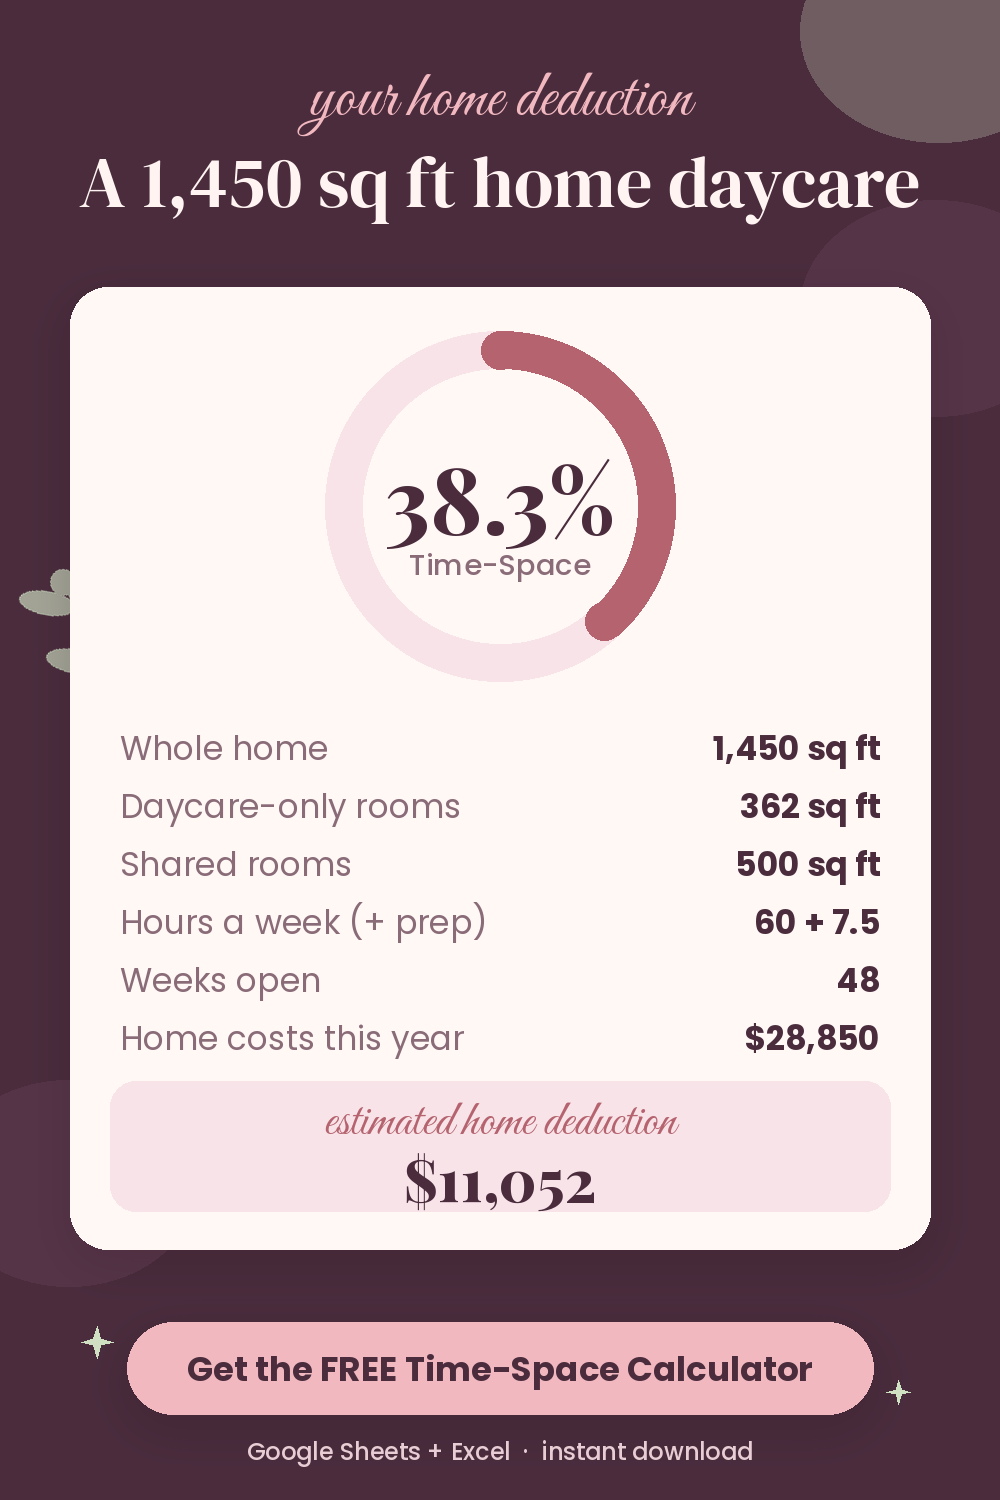 your home deduction
A 1,450 sq ft home daycare
38.3%
Time-Space
Whole home 1,450 sq ft
Daycare-only rooms 362 sq ft
Shared rooms 500 sq ft
Hours a week (+ prep) 60 + 7.5
Weeks open 48
Home costs this year $28,850
estimated home deduction
$11,052
Get the FREE Time-Space Calculator
Google Sheets + Excel · instant download